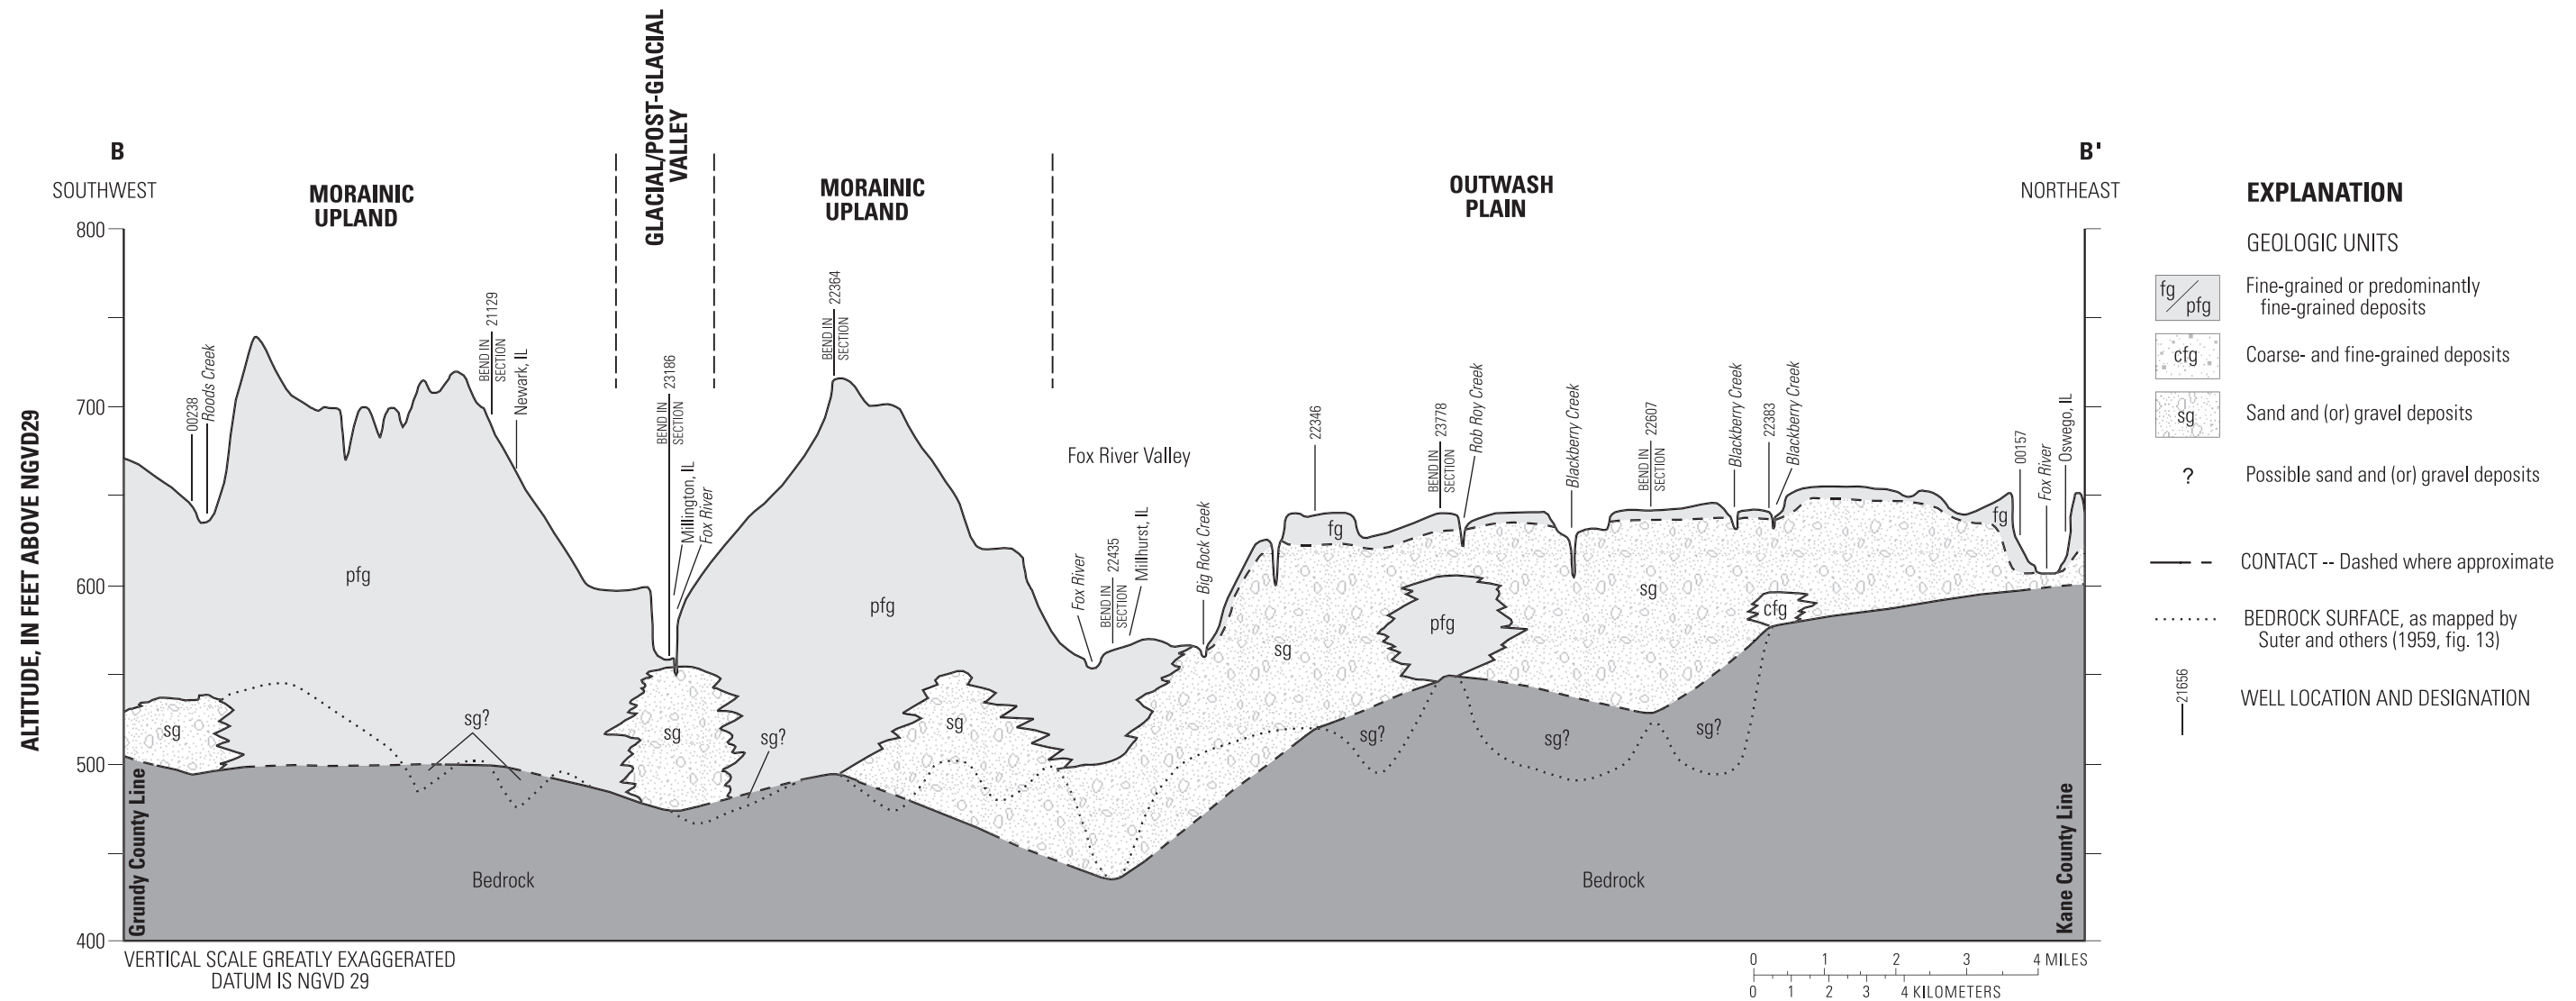 GLACIAL/POST-GLACIAL
VALLEY
B
B'
SOUTHWEST
MORAINIC
UPLAND
MORAINIC
UPLAND
OUTWASH
PLAIN
NORTHEAST
800
700
600
500
400
ALTITUDE, IN FEET ABOVE NGVD29
00238
Roods Creek
BEND IN
SECTION
21129
Newark, IL
BEND IN
SECTION
23186
Millington, IL
Fox River
BEND IN
SECTION
22364
Fox River Valley
Fox River
BEND IN
SECTION
22435
Millhurst, IL
Big Rock Creek
22346
BEND IN
SECTION
23778
Rob Roy Creek
Blackberry Creek
BEND IN
SECTION
22607
Blackberry Creek
22383
Blackberry Creek
00157
Fox River
Oswego, IL
fg
fg
pfg
pfg
pfg
sg
cfg
sg
sg
sg
sg
sg?
sg?
sg?
sg?
sg?
Bedrock
Bedrock
Grundy County Line
Kane County Line
VERTICAL SCALE GREATLY EXAGGERATED
DATUM IS NGVD 29
0 1 2 3 4 MILES
0 1 2 3 4 KILOMETERS
EXPLANATION
GEOLOGIC UNITS
fg/pfg
Fine-grained or predominantly
fine-grained deposits
cfg
Coarse- and fine-grained deposits
sg
Sand and (or) gravel deposits
?
Possible sand and (or) gravel deposits
CONTACT -- Dashed where approximate
BEDROCK SURFACE, as mapped by
Suter and others (1959, fig. 13)
21656
WELL LOCATION AND DESIGNATION